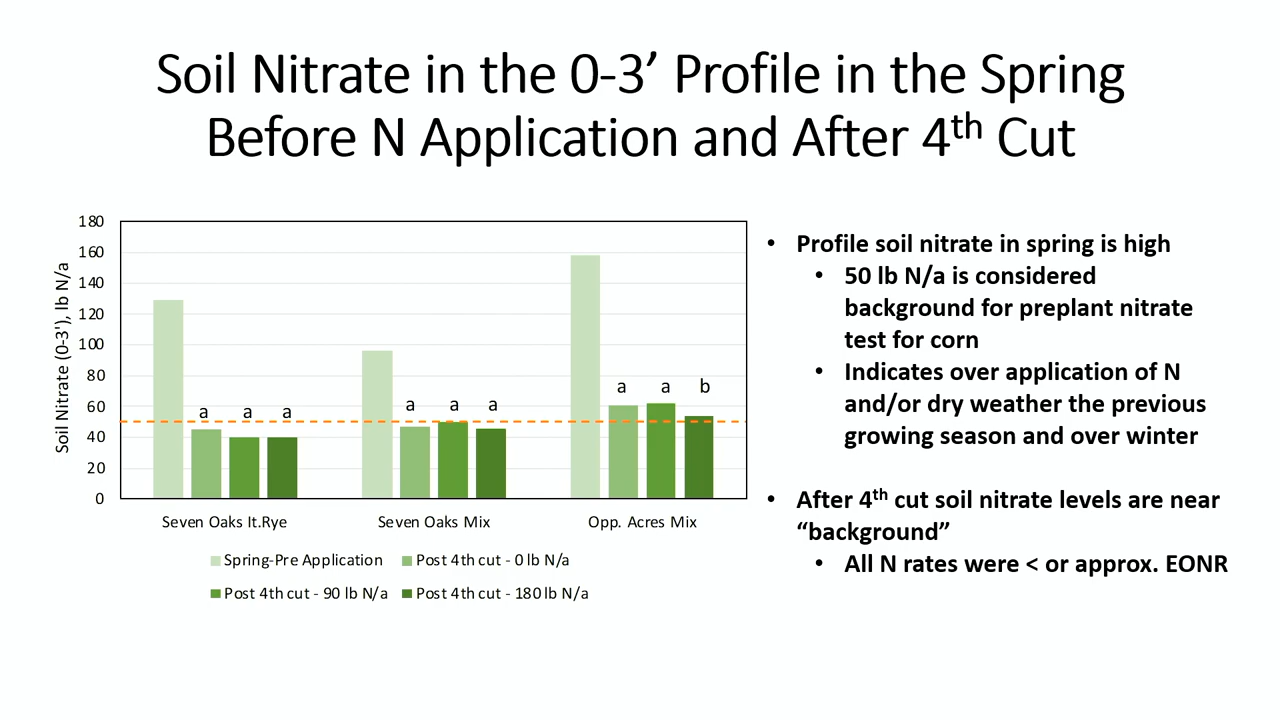 Soil Nitrate in the 0-3’ Profile in the Spring
Before N Application and After 4th Cut
Soil Nitrate (0-3'), lb N/a
180
160
140
120
100
80
60
40
20
0
a a a
a a a
a a b
Seven Oaks It.Rye
Seven Oaks Mix
Opp. Acres Mix
Spring-Pre Application
Post 4th cut - 0 lb N/a
Post 4th cut - 90 lb N/a
Post 4th cut - 180 lb N/a
• Profile soil nitrate in spring is high
• 50 lb N/a is considered
background for preplant nitrate
test for corn
• Indicates over application of N
and/or dry weather the previous
growing season and over winter
• After 4th cut soil nitrate levels are near
“background”
• All N rates were < or approx. EONR